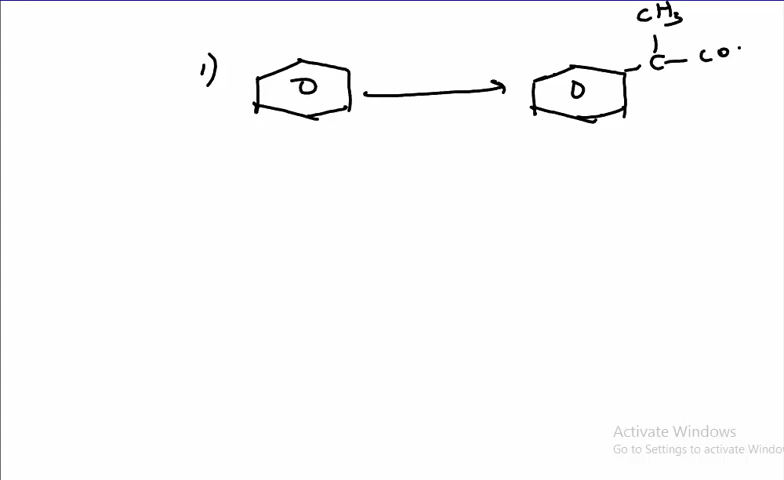 CH3
1) C— CO.
Activate Windows
Go to Settings to activate Windo